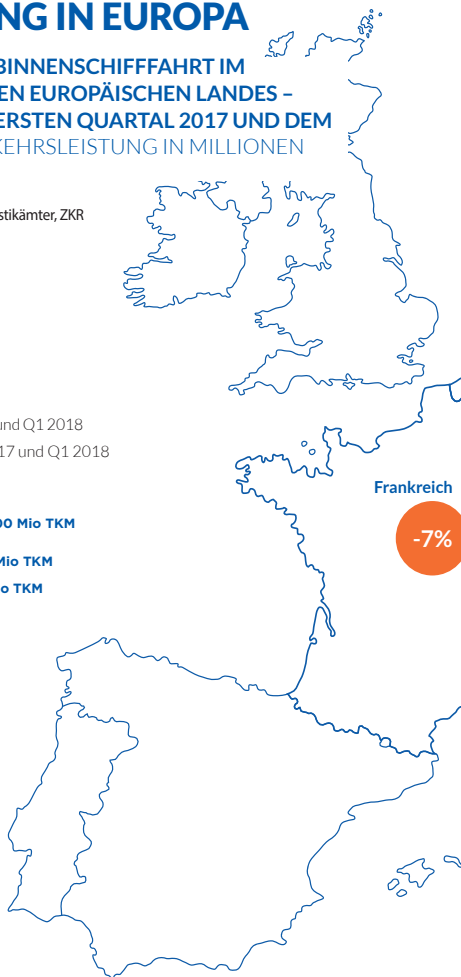 NG IN EUROPA
BINNENSCHIFFFAHRT IM
EN EUROPÄISCHEN LANDES –
ERSTEN QUARTAL 2017 UND DEM
KEHRSLEISTUNG IN MILLIONEN
stikämter, ZKR
und Q1 2018
17 und Q1 2018
00 Mio TKM
Mio TKM
io TKM
Frankreich
-7%